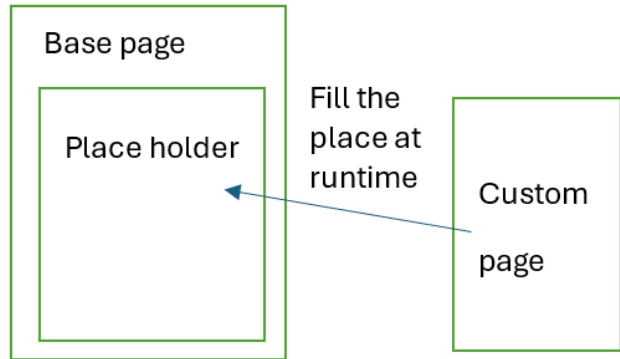 Base page
Place holder
Fill the
place at
runtime
Custom
page